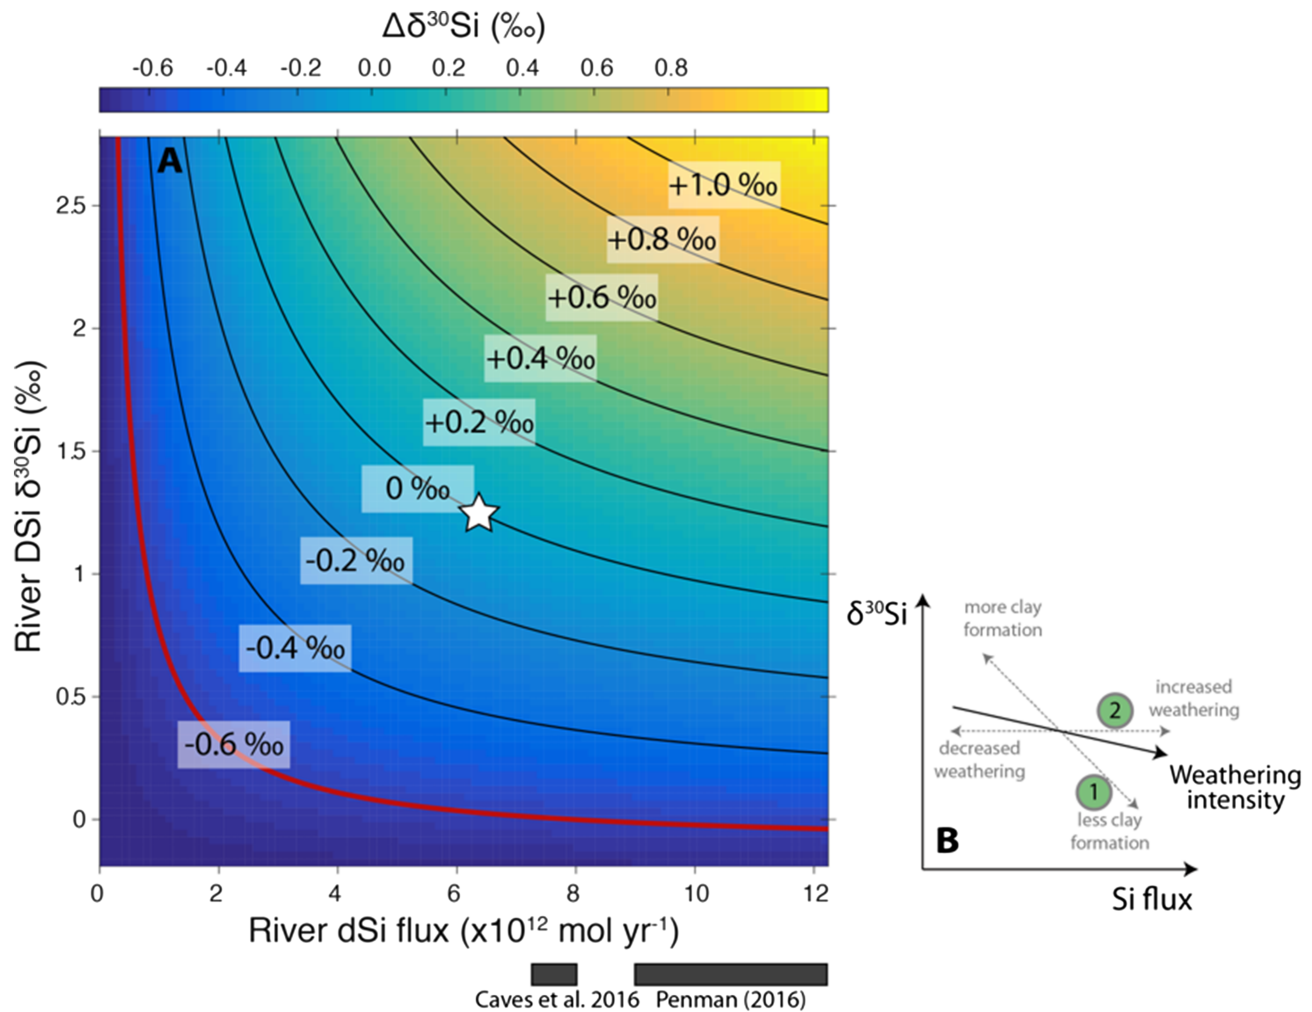 Δδ³⁰Si (‰)
-0.6 -0.4 -0.2 0.0 0.2 0.4 0.6 0.8
A
+1.0 ‰
+0.8 ‰
+0.6 ‰
+0.4 ‰
+0.2 ‰
0 ‰
-0.2 ‰
-0.4 ‰
-0.6 ‰
River DSi δ³⁰Si (‰)
2.5
2
1.5
1
0.5
0
0 2 4 6 8 10 12
River dSi flux (x10¹² mol yr⁻¹)
Caves et al. 2016 Penman (2016)
δ³⁰Si
more clay
formation
2
increased
weathering
decreased
weathering
Weathering
intensity
1
less clay
formation
B
Si flux